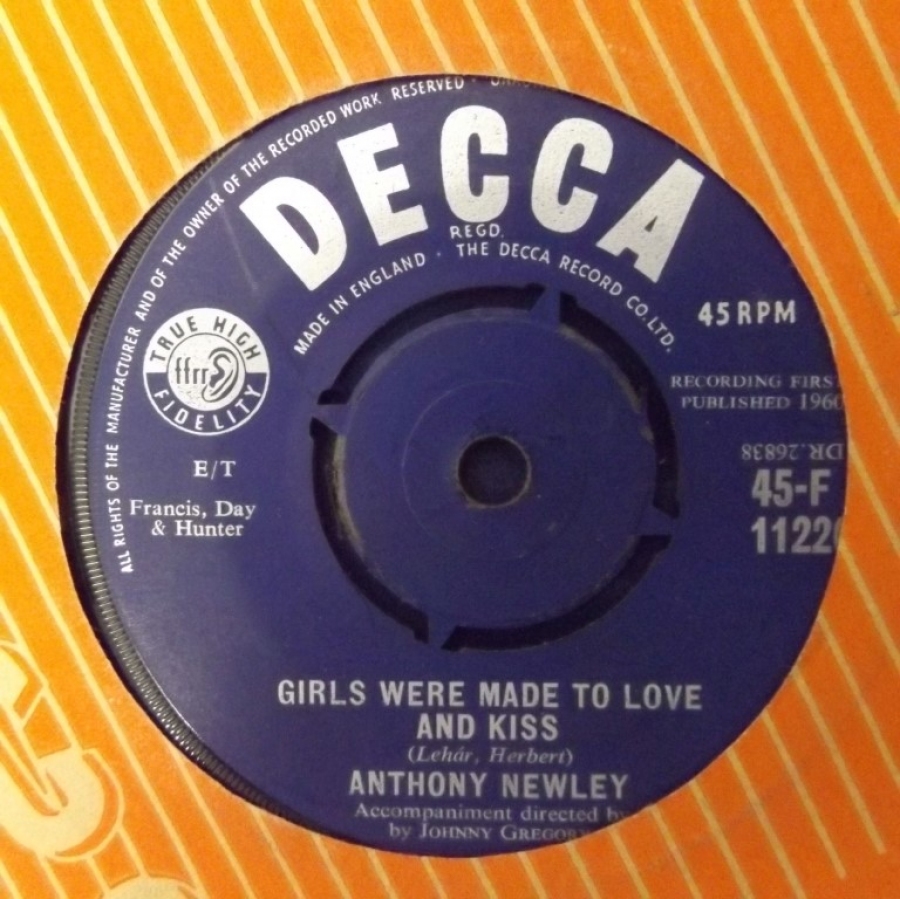 ALL RIGHTS OF THE MANUFACTURER AND OF THE OWNER OF THE RECORDED WORK RESERVED ·
DECCA
REGD.
MADE IN ENGLAND · THE DECCA RECORD CO. LTD.
45 RPM
TRUE HIGH
ffrr
FIDELITY
RECORDING FIRS
PUBLISHED 1960
E/T
DR.26838
45-F
1122
Francis, Day
& Hunter
GIRLS WERE MADE TO LOVE
AND KISS
(Lehár, Herbert)
ANTHONY NEWLEY
Accompaniment directed by
by JOHNNY GREGORY